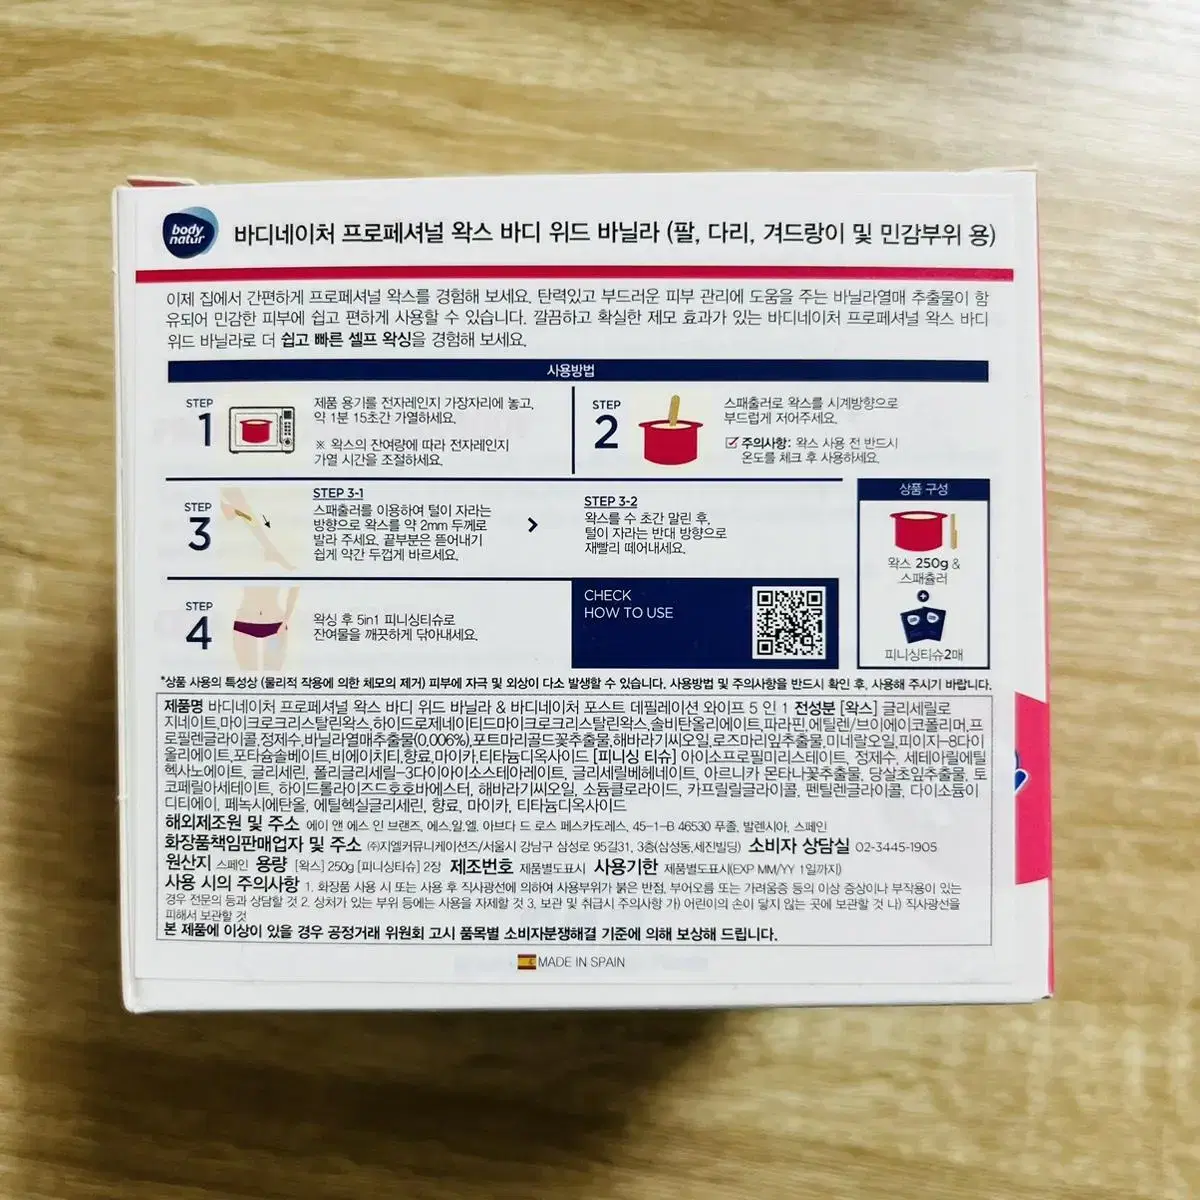 body natur
바디네이처 프로페셔널 왁스 바디 위드 바닐라 (팔, 다리, 겨드랑이 및 민감부위 용)
이제 집에서 간편하게 프로페셔널 왁스를 경험해 보세요. 탄력있고 부드러운 피부 관리에 도움을 주는 바닐라열매 추출물이 함
유되어 민감한 피부에 쉽고 편하게 사용할 수 있습니다. 깔끔하고 확실한 제모 효과가 있는 바디네이처 프로페셔널 왁스 바디
위드 바닐라로 더 쉽고 빠른 셀프 왁싱을 경험해 보세요.
사용방법
STEP 1
제품 용기를 전자레인지 가장자리에 놓고,
약 1분 15초간 가열하세요.
※ 왁스의 잔여량에 따라 전자레인지
가열 시간을 조절하세요.
STEP 2
스패출러로 왁스를 시계방향으로
부드럽게 저어주세요.
주의사항: 왁스 사용 전 반드시
온도를 체크 후 사용하세요.
STEP 3
STEP 3-1
스패출러를 이용하여 털이 자라는
방향으로 왁스를 약 2mm 두께로
발라 주세요. 끝부분은 뜯어내기
쉽게 약간 두껍게 바르세요.
STEP 3-2
왁스를 수 초간 말린 후,
털이 자라는 반대 방향으로
재빨리 떼어내세요.
STEP 4
왁싱 후 5in1 피니싱티슈로
잔여물을 깨끗하게 닦아내세요.
CHECK
HOW TO USE
상품 구성
왁스 250g &
스패츌러
+
피니싱티슈2매
*상품 사용의 특성상 (물리적 작용에 의한 체모의 제거) 피부에 자극 및 외상이 다소 발생할 수 있습니다. 사용방법 및 주의사항을 반드시 확인 후, 사용해 주시기 바랍니다.
제품명 바디네이처 프로페셔널 왁스 바디 위드 바닐라 & 바디네이처 포스트 데필레이션 와이프 5 인 1 전성분 [왁스] 글리세릴로
지네이트,마이크로크리스탈린왁스,하이드로제네이티드마이크로크리스탈린왁스,솔비탄올리에이트,파라핀,에틸렌/브이에이코폴리머,프
로필렌글라이콜,정제수,바닐라열매추출물(0.006%),포트마리골드꽃추출물,해바라기씨오일,로즈마리잎추출물,미네랄오일,피이지-8다이
올리에이트,포타슘솔베이트,비에이치티,향료,마이카,티타늄디옥사이드 [피니싱 티슈] 아이소프로필미리스테이트, 정제수, 세테아릴에틸
헥사노에이트, 글리세린, 폴리글리세릴-3다이아이소스테아레이트, 글리세릴베헤네이트, 아르니카 몬타나꽃추출물, 당살초잎추출물, 토
코페릴아세테이트, 하이드롤라이즈드호호바에스터, 해바라기씨오일, 소듐클로라이드, 카프릴릴글라이콜, 펜틸렌글라이콜, 다이소듐이
디티에이, 페녹시에탄올, 에틸헥실글리세린, 향료, 마이카, 티타늄디옥사이드
해외제조원 및 주소 에이 앤 에스 인 브랜즈, 에스.엘.엘. 아브다 드 로스 페스카도레스, 45-1-B 46530 푸졸, 발렌시아, 스페인
화장품책임판매업자 및 주소 ㈜지엘커뮤니케이션즈/서울시 강남구 삼성로 95길31, 3층(삼성동,세진빌딩) 소비자 상담실 02-3445-1905
원산지 스페인 용량 [왁스] 250g [피니싱티슈] 2장 제조번호 제품별도표시 사용기한 제품별도표시(EXP MM/YY 1일까지)
사용 시의 주의사항 1. 화장품 사용 시 또는 사용 후 직사광선에 의하여 사용부위가 붉은 반점, 부어오름 또는 가려움증 등의 이상 증상이나 부작용이 있는
경우 전문의 등과 상담할 것 2. 상처가 있는 부위 등에는 사용을 자제할 것 3. 보관 및 취급시 주의사항 가) 어린이의 손이 닿지 않는 곳에 보관할 것 나) 직사광선을
피해서 보관할 것
본 제품에 이상이 있을 경우 공정거래 위원회 고시 품목별 소비자분쟁해결 기준에 의해 보상해 드립니다.
MADE IN SPAIN